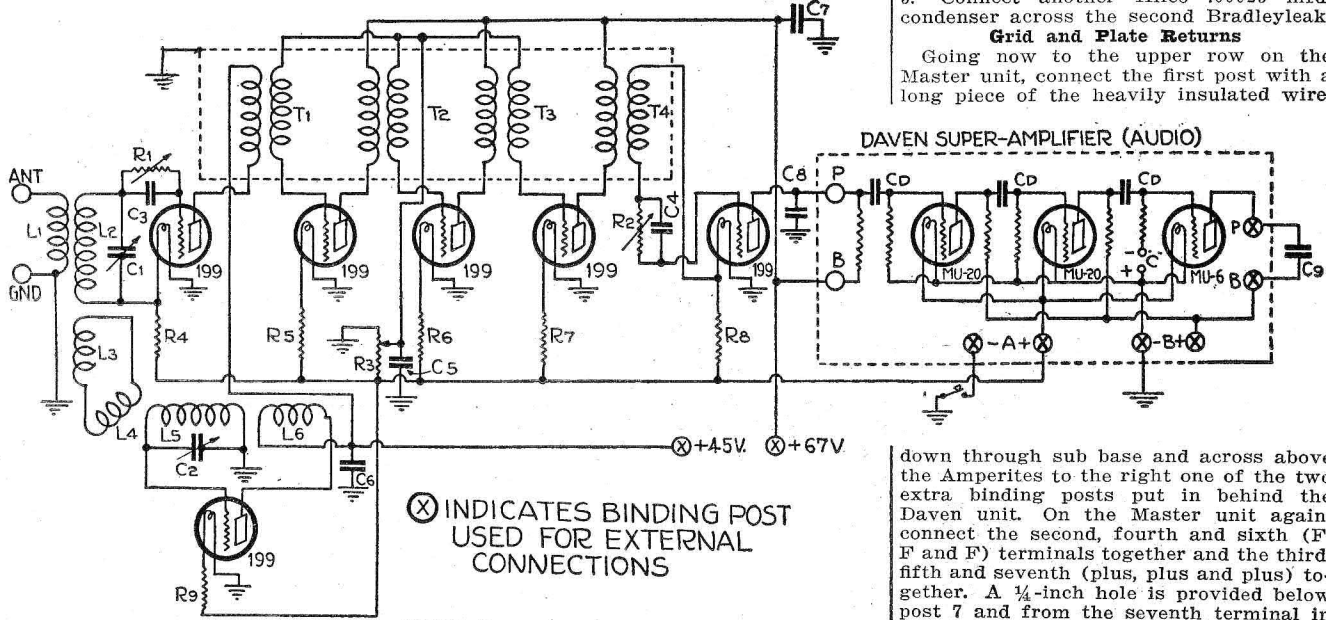 condenser across the second Bradleyleak
Grid and Plate Returns
Going now to the upper row on the
Master unit, connect the first post with a
long piece of the heavily insulated wire
C7
T1
T2
T3
T4
DAVEN SUPER-AMPLIFIER (AUDIO)
ANT
R1
C3
L1
L2
C1
GND
199
199
199
199
R2
C4
199
C8
P
B
CD
CD
CD
MU-20
MU-20
MU-6
- C +
P
B
C9
R4
R5
R3
C5
R6
R7
R8
-A+
-B+
L3
L4
L5
L6
C2
C6
+45V.
+67V.
199
R9
Ⓧ INDICATES BINDING POST
USED FOR EXTERNAL
CONNECTIONS
down through sub base and across above
the Amperites to the right one of the two
extra binding posts put in behind the
Daven unit. On the Master unit again
connect the second, fourth and sixth (F
F and F) terminals together and the third
fifth and seventh (plus, plus and plus) to-
gether. A ¼-inch hole is provided below
post 7 and from the seventh terminal in